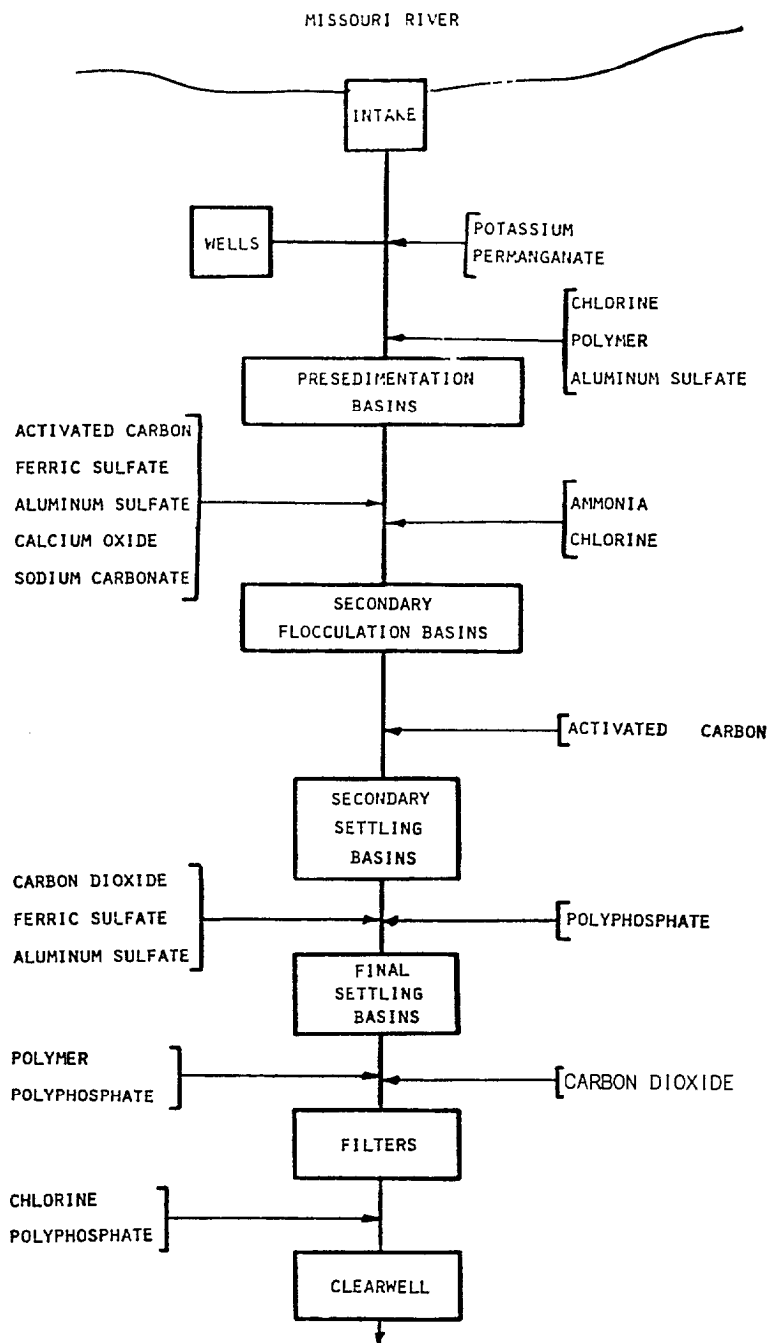 MISSOURI RIVER
INTAKE
WELLS
POTASSIUM
PERMANGANATE
CHLORINE
POLYMER
ALUMINUM SULFATE
PRESEDIMENTATION
BASINS
ACTIVATED CARBON
FERRIC SULFATE
ALUMINUM SULFATE
CALCIUM OXIDE
SODIUM CARBONATE
AMMONIA
CHLORINE
SECONDARY
FLOCCULATION BASINS
ACTIVATED CARBON
SECONDARY
SETTLING
BASINS
CARBON DIOXIDE
FERRIC SULFATE
ALUMINUM SULFATE
POLYPHOSPHATE
FINAL
SETTLING
BASINS
POLYMER
POLYPHOSPHATE
CARBON DIOXIDE
FILTERS
CHLORINE
POLYPHOSPHATE
CLEARWELL